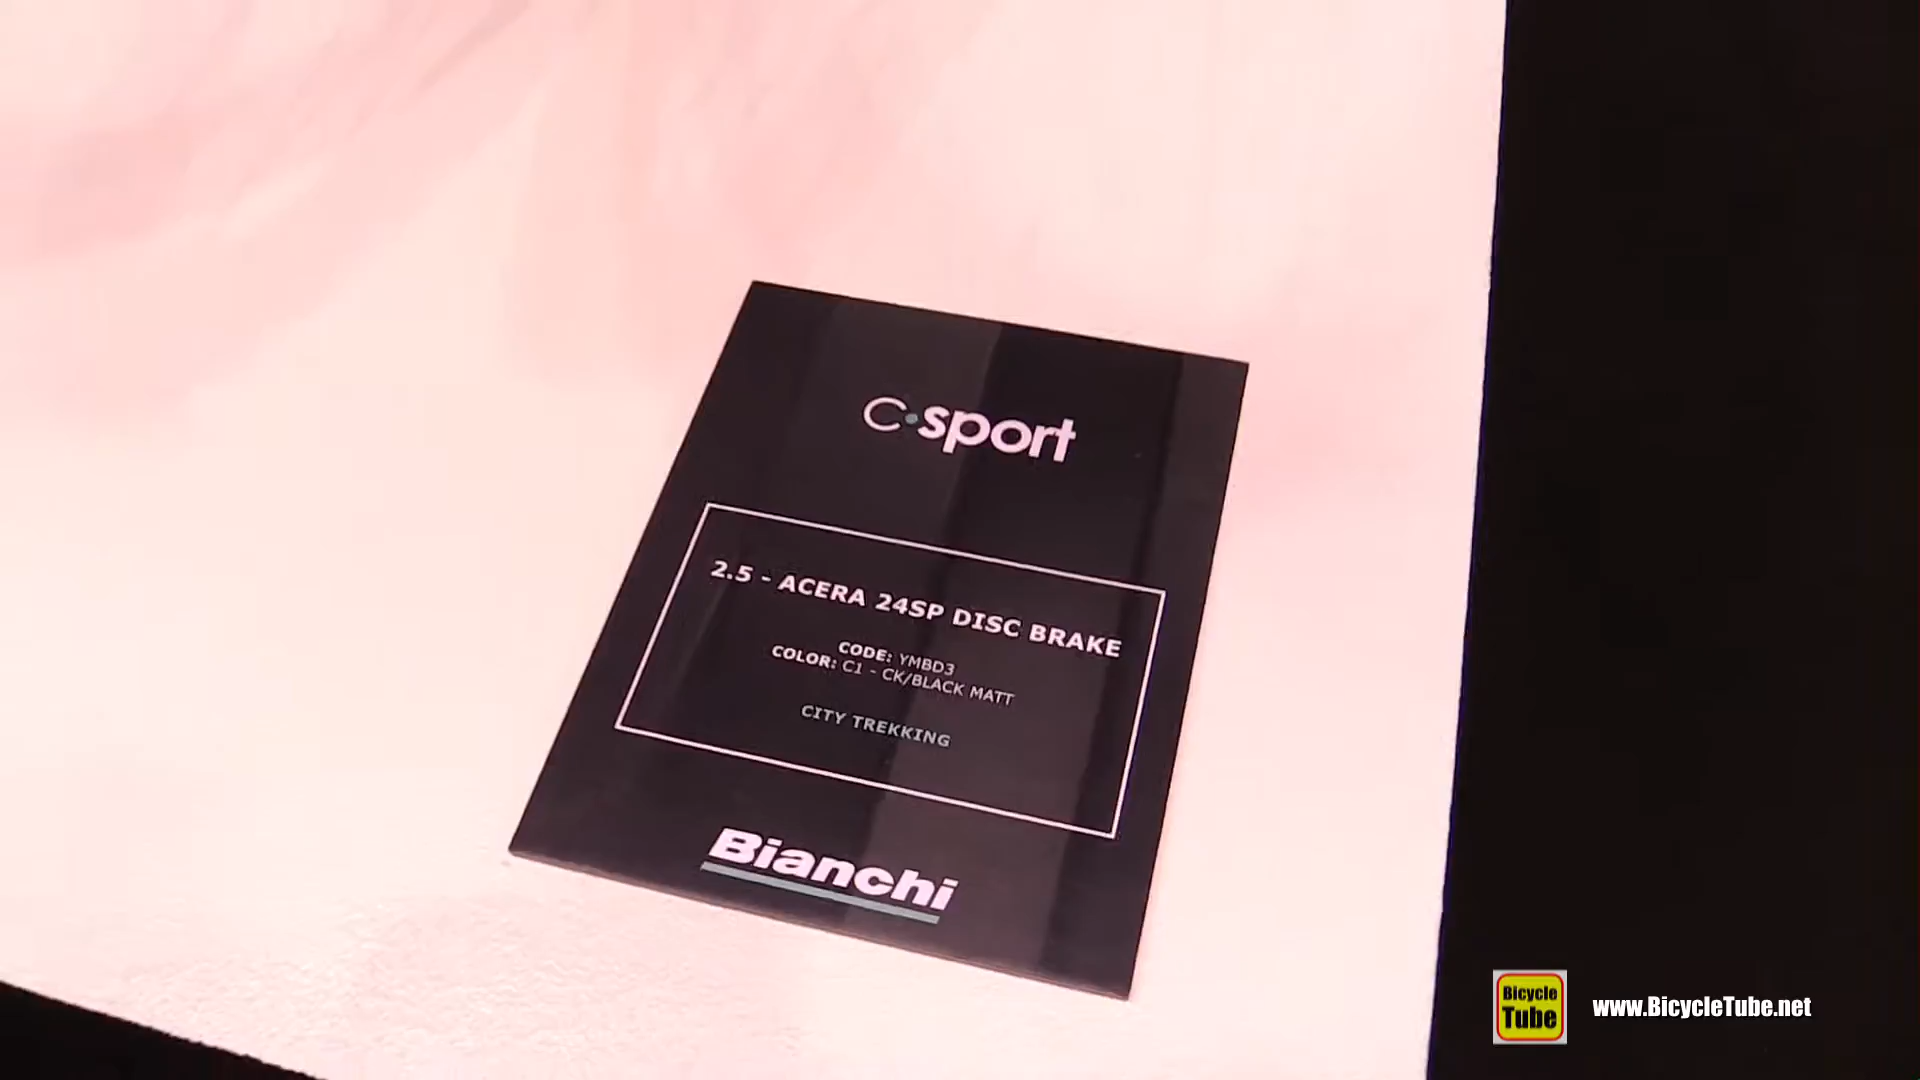 c·sport
2.5 - ACERA 24SP DISC BRAKE
CODE: YMBD3
COLOR: C1 - CK/BLACK MATT
CITY TREKKING
Bianchi
Bicycle
Tube
www.BicycleTube.net